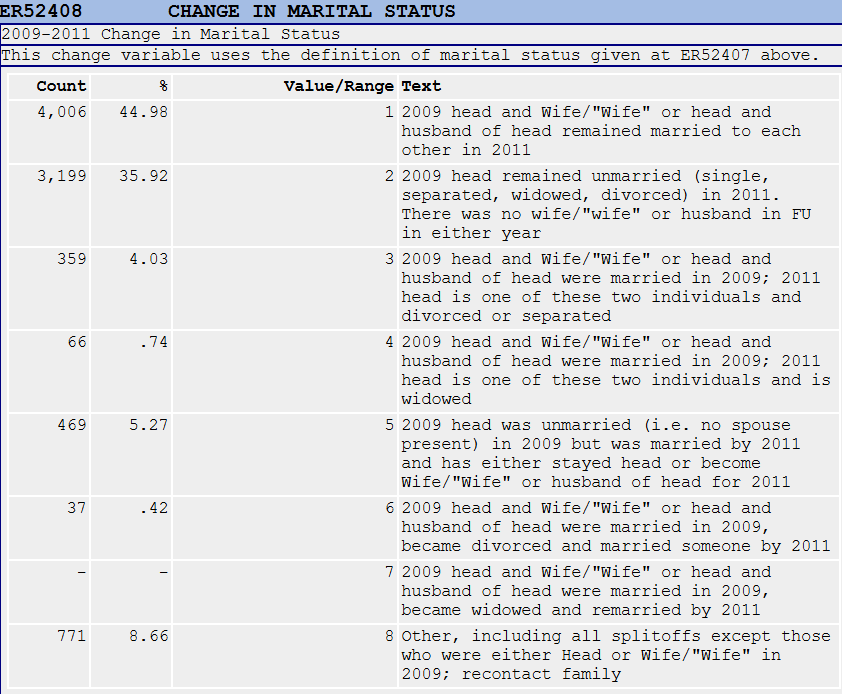 ER52408 CHANGE IN MARITAL STATUS
2009-2011 Change in Marital Status
This change variable uses the definition of marital status given at ER52407 above.
Count % Value/Range Text
4,006 44.98 1 2009 head and Wife/"Wife" or head and
husband of head remained married to each
other in 2011
3,199 35.92 2 2009 head remained unmarried (single,
separated, widowed, divorced) in 2011.
There was no wife/"wife" or husband in FU
in either year
359 4.03 3 2009 head and Wife/"Wife" or head and
husband of head were married in 2009; 2011
head is one of these two individuals and
divorced or separated
66 .74 4 2009 head and Wife/"Wife" or head and
husband of head were married in 2009; 2011
head is one of these two individuals and is
widowed
469 5.27 5 2009 head was unmarried (i.e. no spouse
present) in 2009 but was married by 2011
and has either stayed head or become
Wife/"Wife" or husband of head for 2011
37 .42 6 2009 head and Wife/"Wife" or head and
husband of head were married in 2009,
became divorced and married someone by 2011
- - 7 2009 head and Wife/"Wife" or head and
husband of head were married in 2009,
became widowed and remarried by 2011
771 8.66 8 Other, including all splitoffs except those
who were either Head or Wife/"Wife" in
2009; recontact family